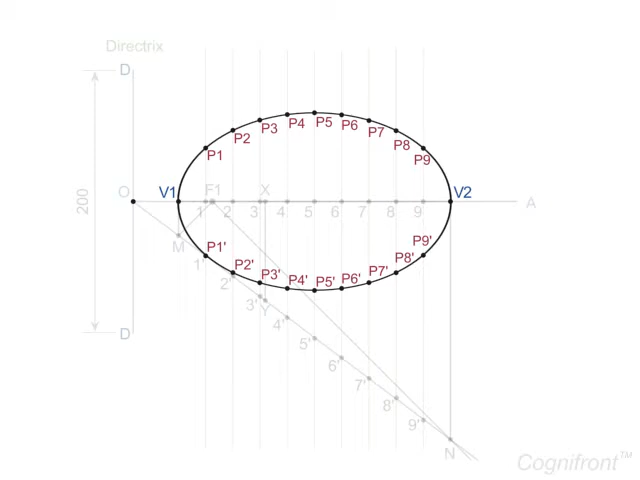 Directrix
D
P4 P5 P6
P3 P7
P2 P8
P1 P9
200
O V1 F1 X V2 A
1 2 3 4 5 6 7 8 9
M P1' P9'
1' P2' P8'
2' P3' P4' P5' P6' P7'
3' Y
4'
D
5'
6'
7'
8'
9'
N
Cognifront™